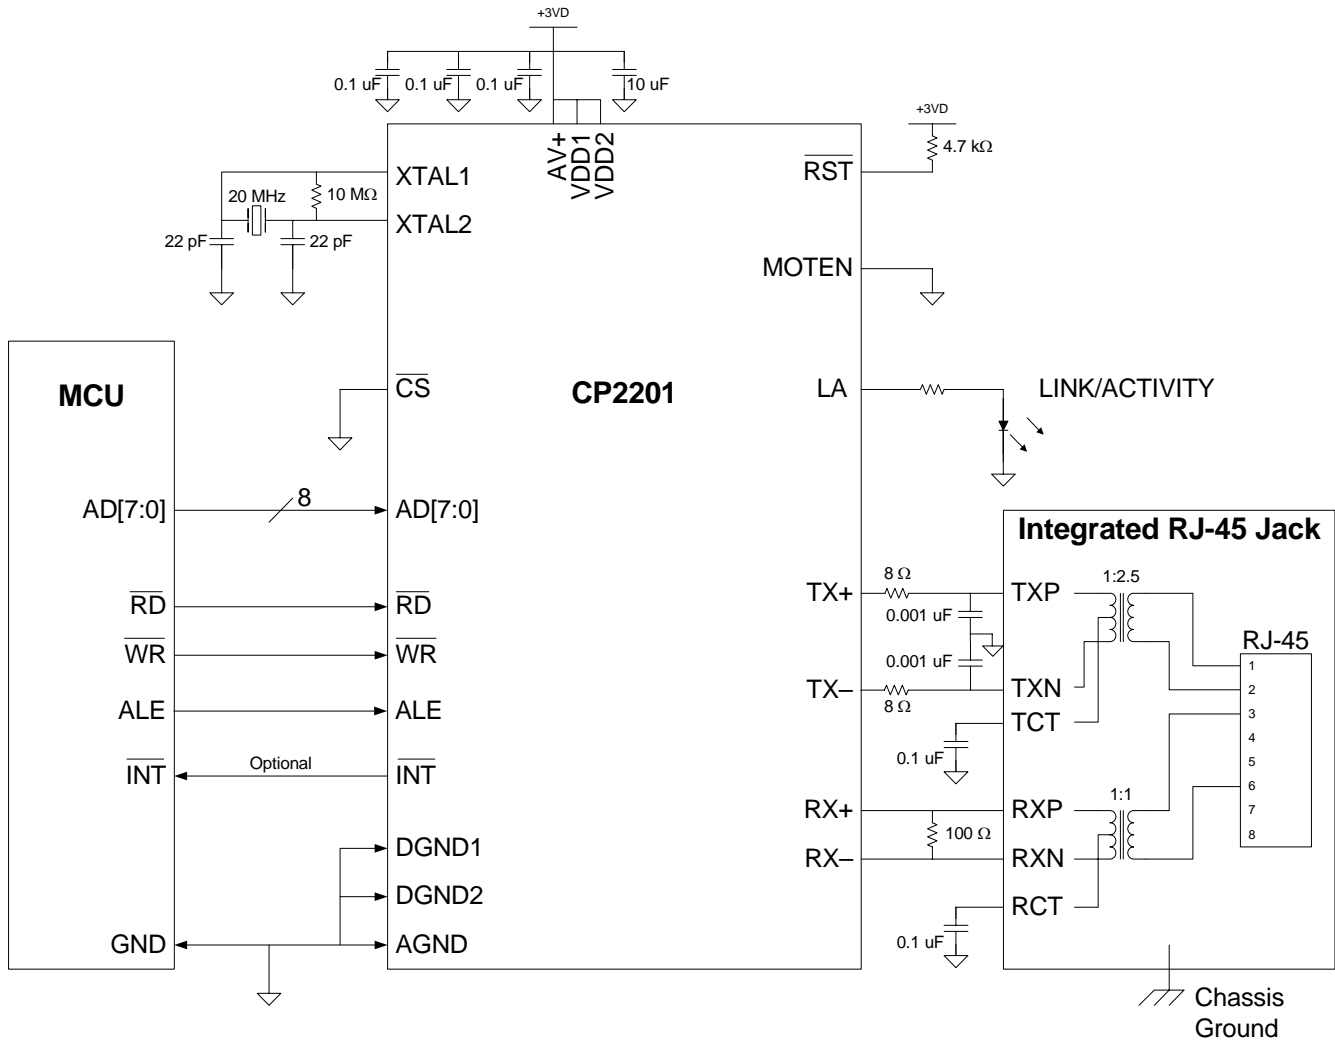 +3VD
0.1 uF 0.1 uF 0.1 uF 10 uF
+3VD
4.7 kΩ
AV+
VDD1
VDD2
RST
XTAL1
20 MHz
10 MΩ
XTAL2
22 pF
22 pF
MOTEN
MCU
CS
CP2201
LA
LINK/ACTIVITY
AD[7:0]
8
AD[7:0]
Integrated RJ-45 Jack
RD
RD
TX+
8 Ω
0.001 uF
TXP
1:2.5
WR
WR
0.001 uF
RJ-45
1
2
3
4
5
6
7
8
TX–
8 Ω
TXN
ALE
ALE
TCT
0.1 uF
INT
Optional
INT
RX+
RXP
1:1
100 Ω
DGND1
RX–
RXN
DGND2
RCT
0.1 uF
GND
AGND
Chassis
Ground